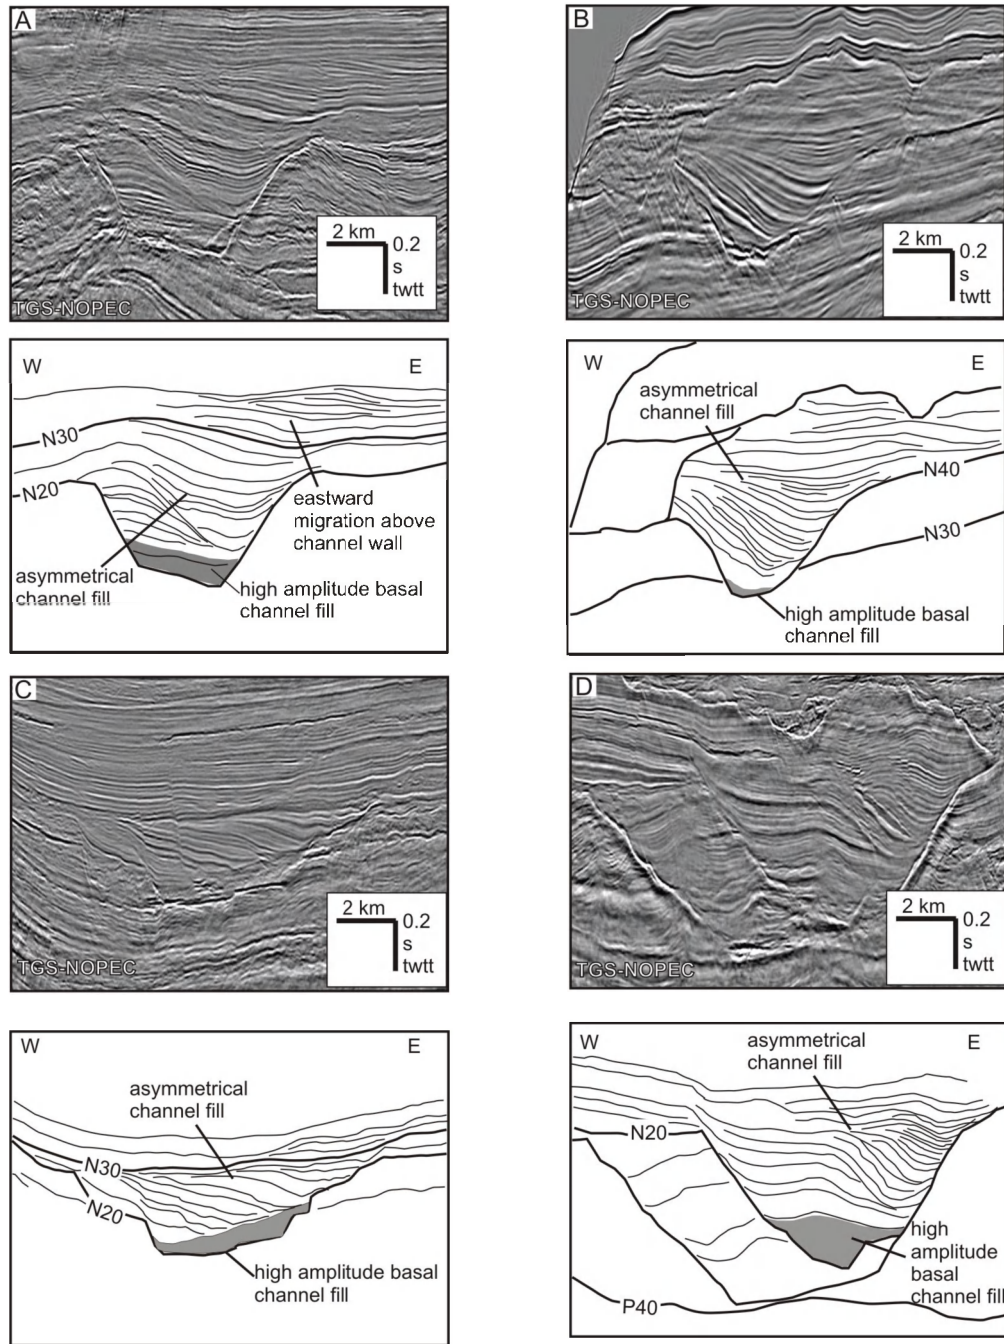 A
2 km
0.2
s
twtt
TGS-NOPEC
B
2 km
0.2
s
twtt
TGS-NOPEC
W
E
N30
N20
eastward
migration above
channel wall
asymmetrical
channel fill
high amplitude basal
channel fill
W
E
asymmetrical
channel fill
N40
N30
high amplitude basal
channel fill
C
2 km
0.2
s
twtt
TGS-NOPEC
D
2 km
0.2
s
twtt
TGS-NOPEC
W
E
asymmetrical
channel fill
N30
N20
high amplitude basal
channel fill
W
E
asymmetrical
channel fill
N20
high
amplitude
basal
channel fill
P40